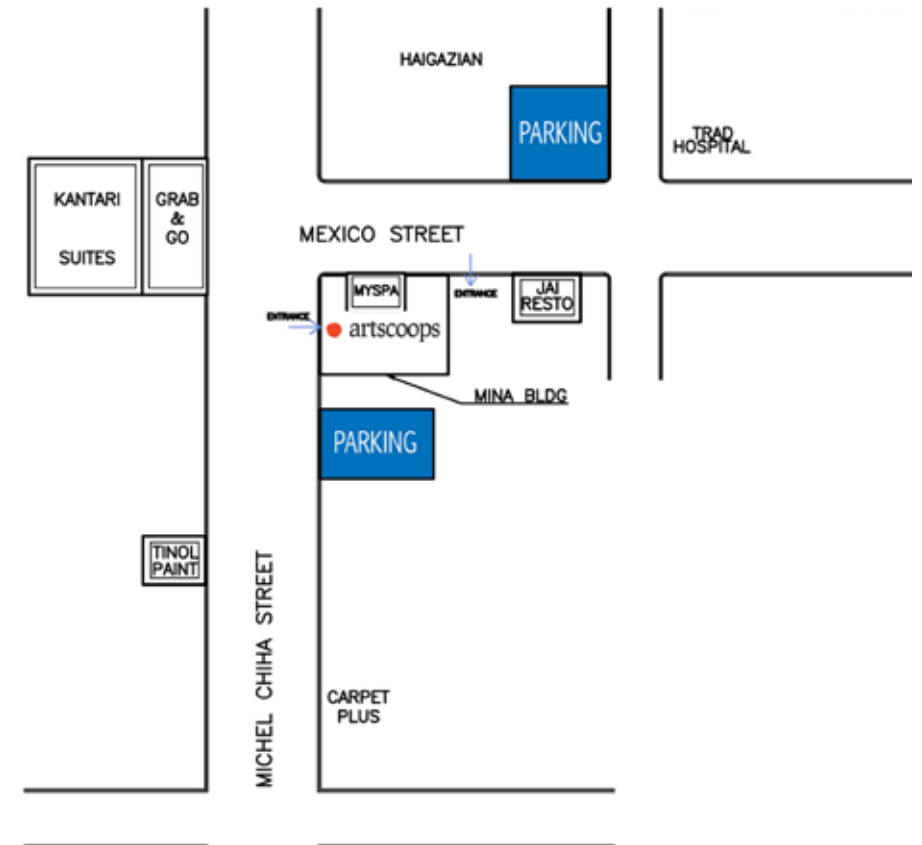 HAIGAZIAN
PARKING
TRAD
HOSPITAL
KANTARI
SUITES
GRAB
&
GO
MEXICO STREET
MYSPA
ENTRANCE
JAI
RESTO
ENTRANCE
artscoops
MINA BLDG
PARKING
TINOL
PAINT
MICHEL CHIHA STREET
CARPET
PLUS